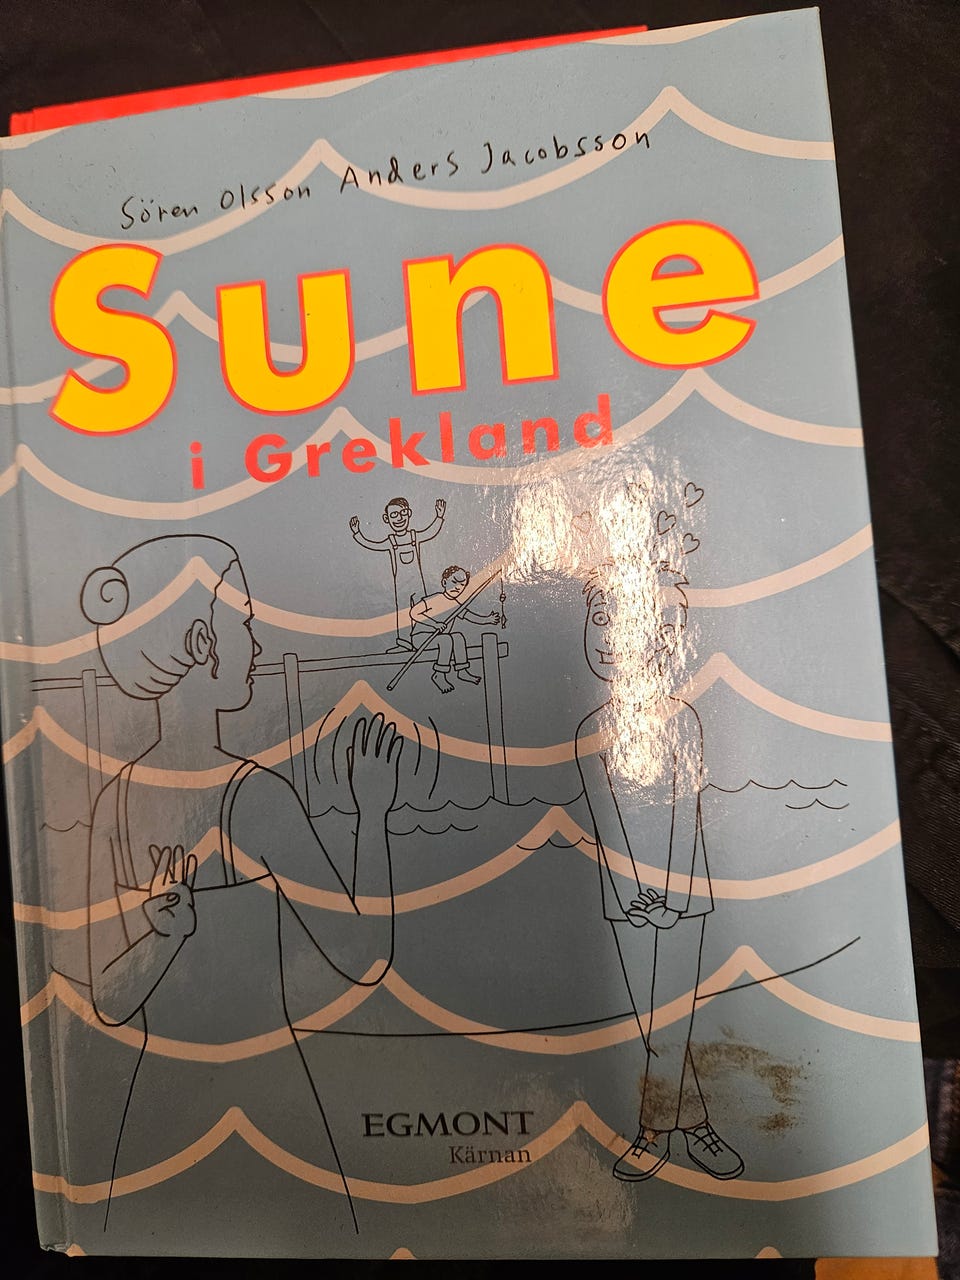 Sören Olsson Anders Jacobsson
Sune
i Grekland
EGMONT
Kärnan